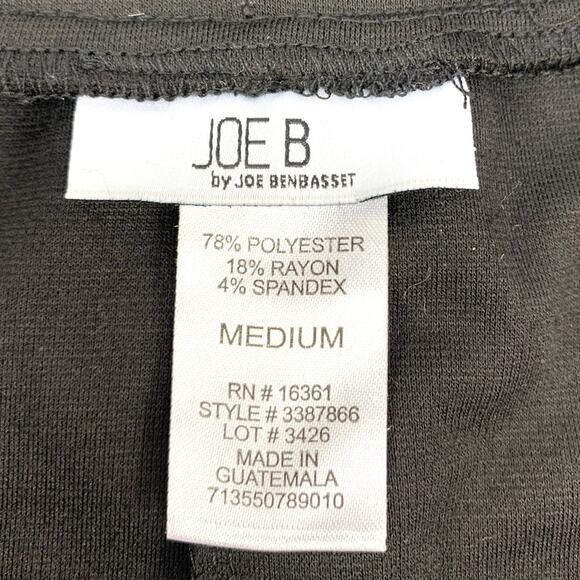 JOE B
by JOE BENBASSET
78% POLYESTER
18% RAYON
4% SPANDEX
MEDIUM
RN # 16361
STYLE # 3387866
LOT # 3426
MADE IN
GUATEMALA
713550789010